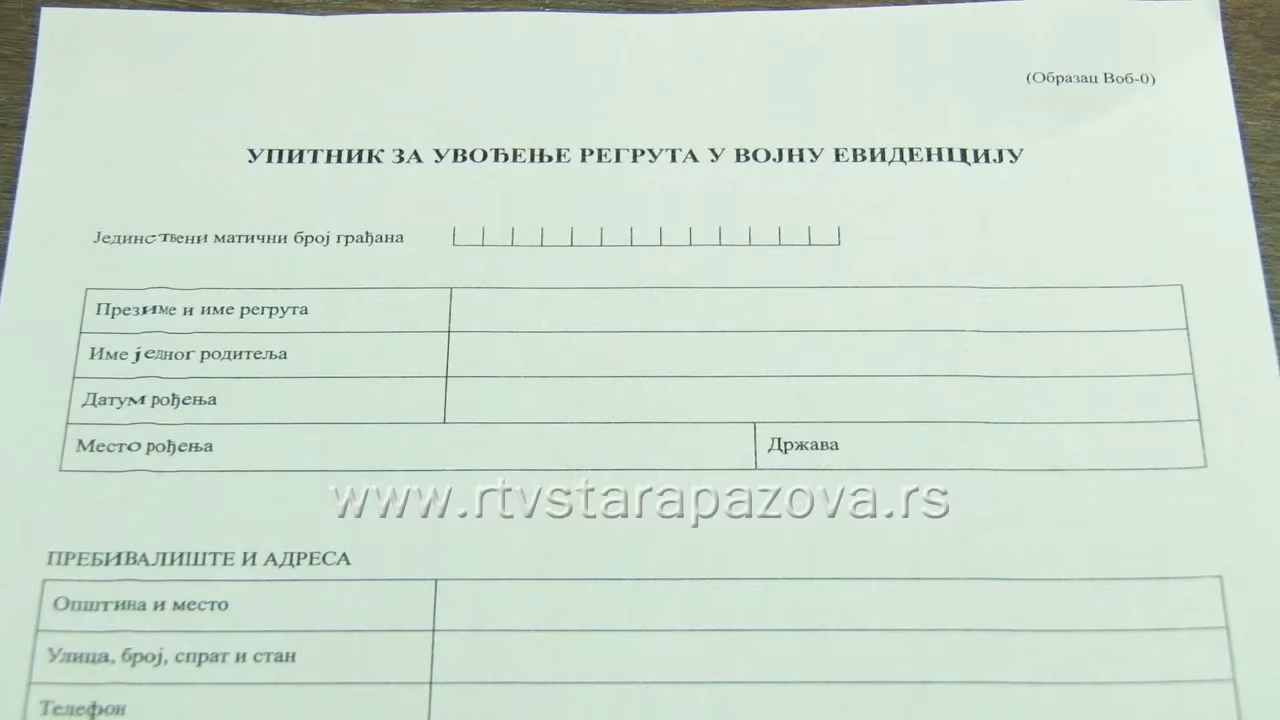 (Образац Воб-0)
УПИТНИК ЗА УВОЂЕЊЕ РЕГРУТА У ВОЈНУ ЕВИДЕНЦИЈУ
Јединствени матични број грађана
Презиме и име регрута
Име једног родитеља
Датум рођења
Место рођења Држава
www.rtvstarapazova.rs
ПРЕБИВАЛИШТЕ И АДРЕСА
Општина и место
Улица, број, спрат и стан
Телефон